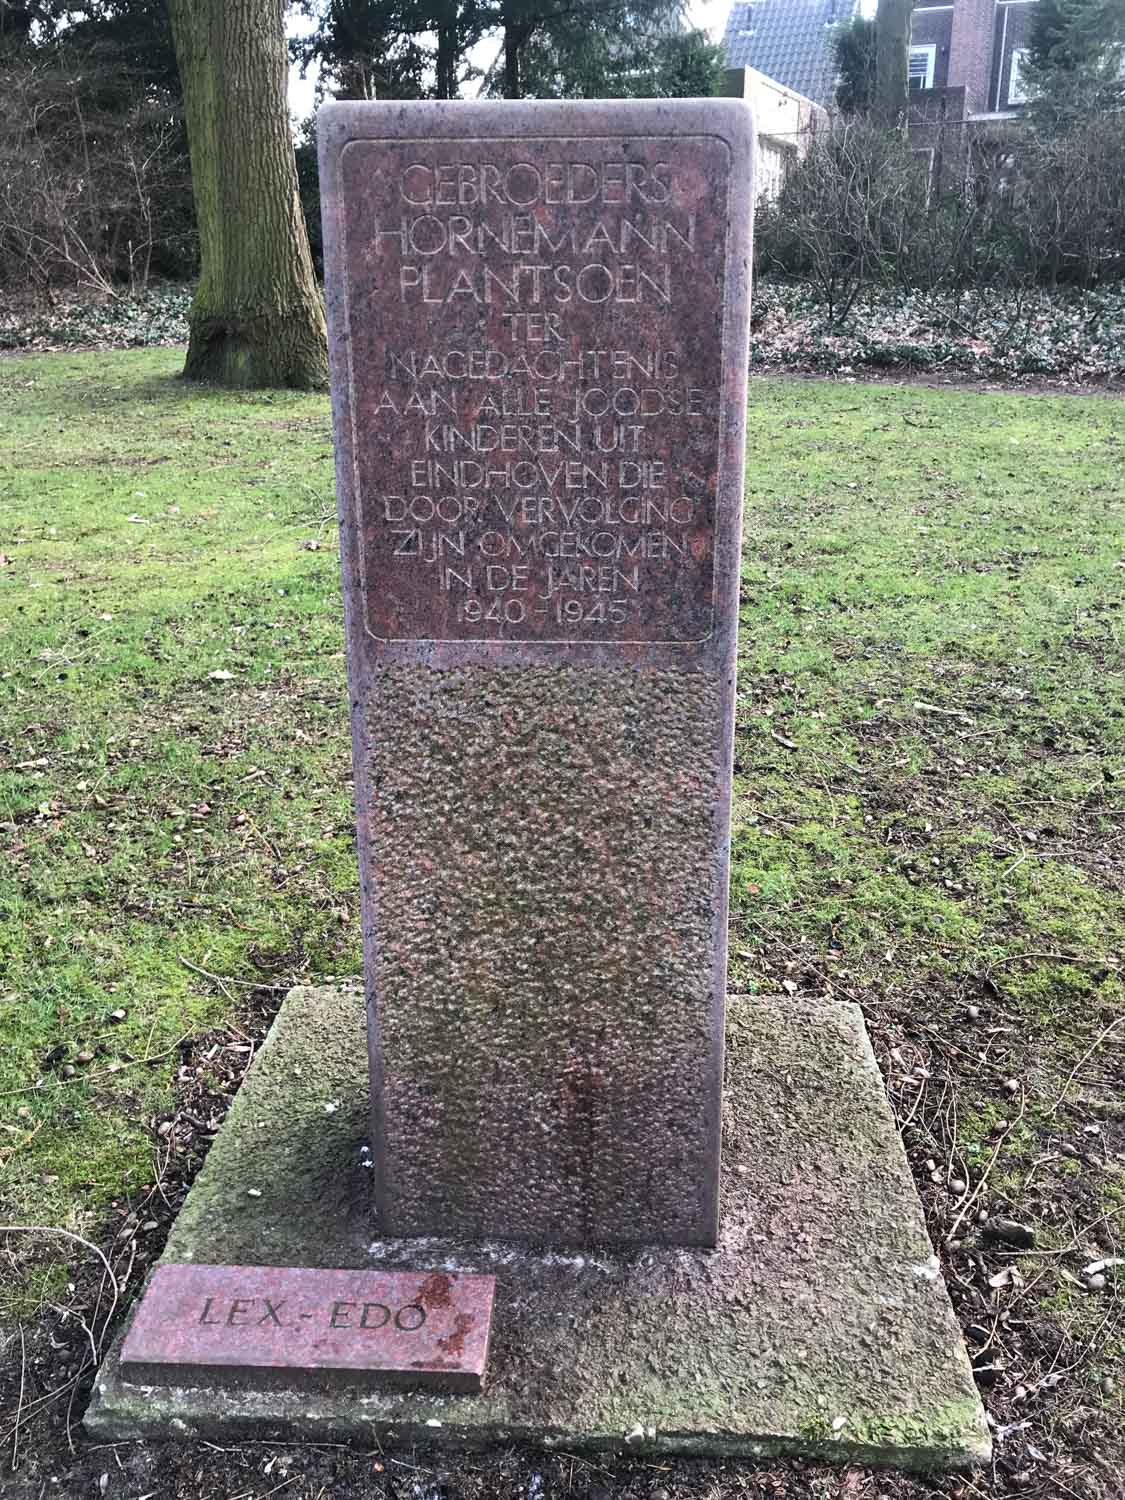 GEBROEDERS
HORNEMANN
PLANTSOEN
TER
NAGEDACHTENIS
AAN ALLE JOODSE
KINDEREN UIT
EINDHOVEN DIE
DOOR VERVOLGING
ZIJN OMGEKOMEN
IN DE JAREN
1940 - 1945
LEX - EDO